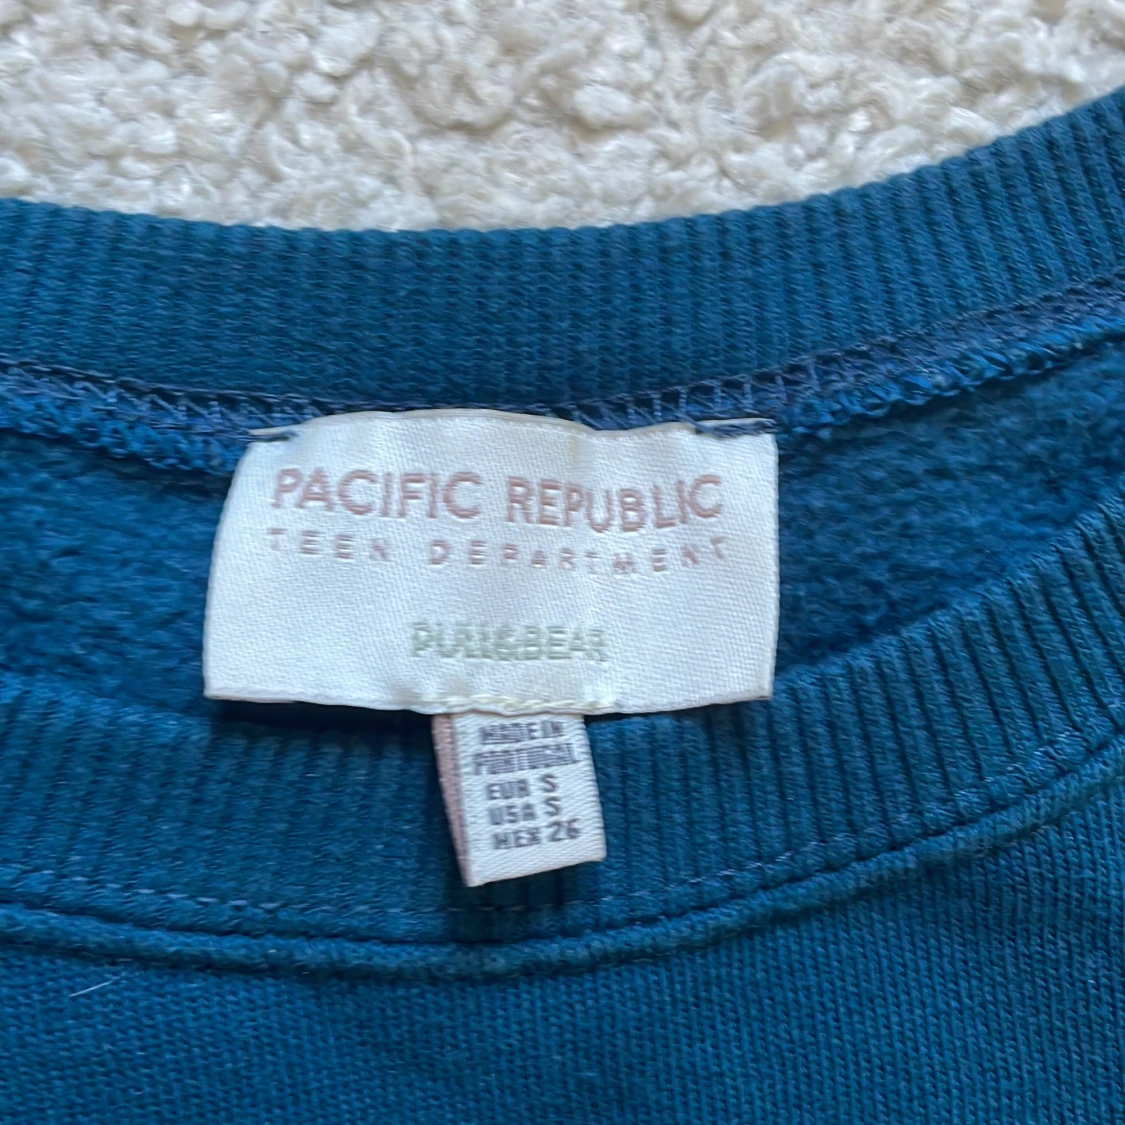 PACIFIC REPUBLIC
TEEN DEPARTMENT
PULL&BEAR
MADE IN
PORTUGAL
EUR S
USA S
MEX 26